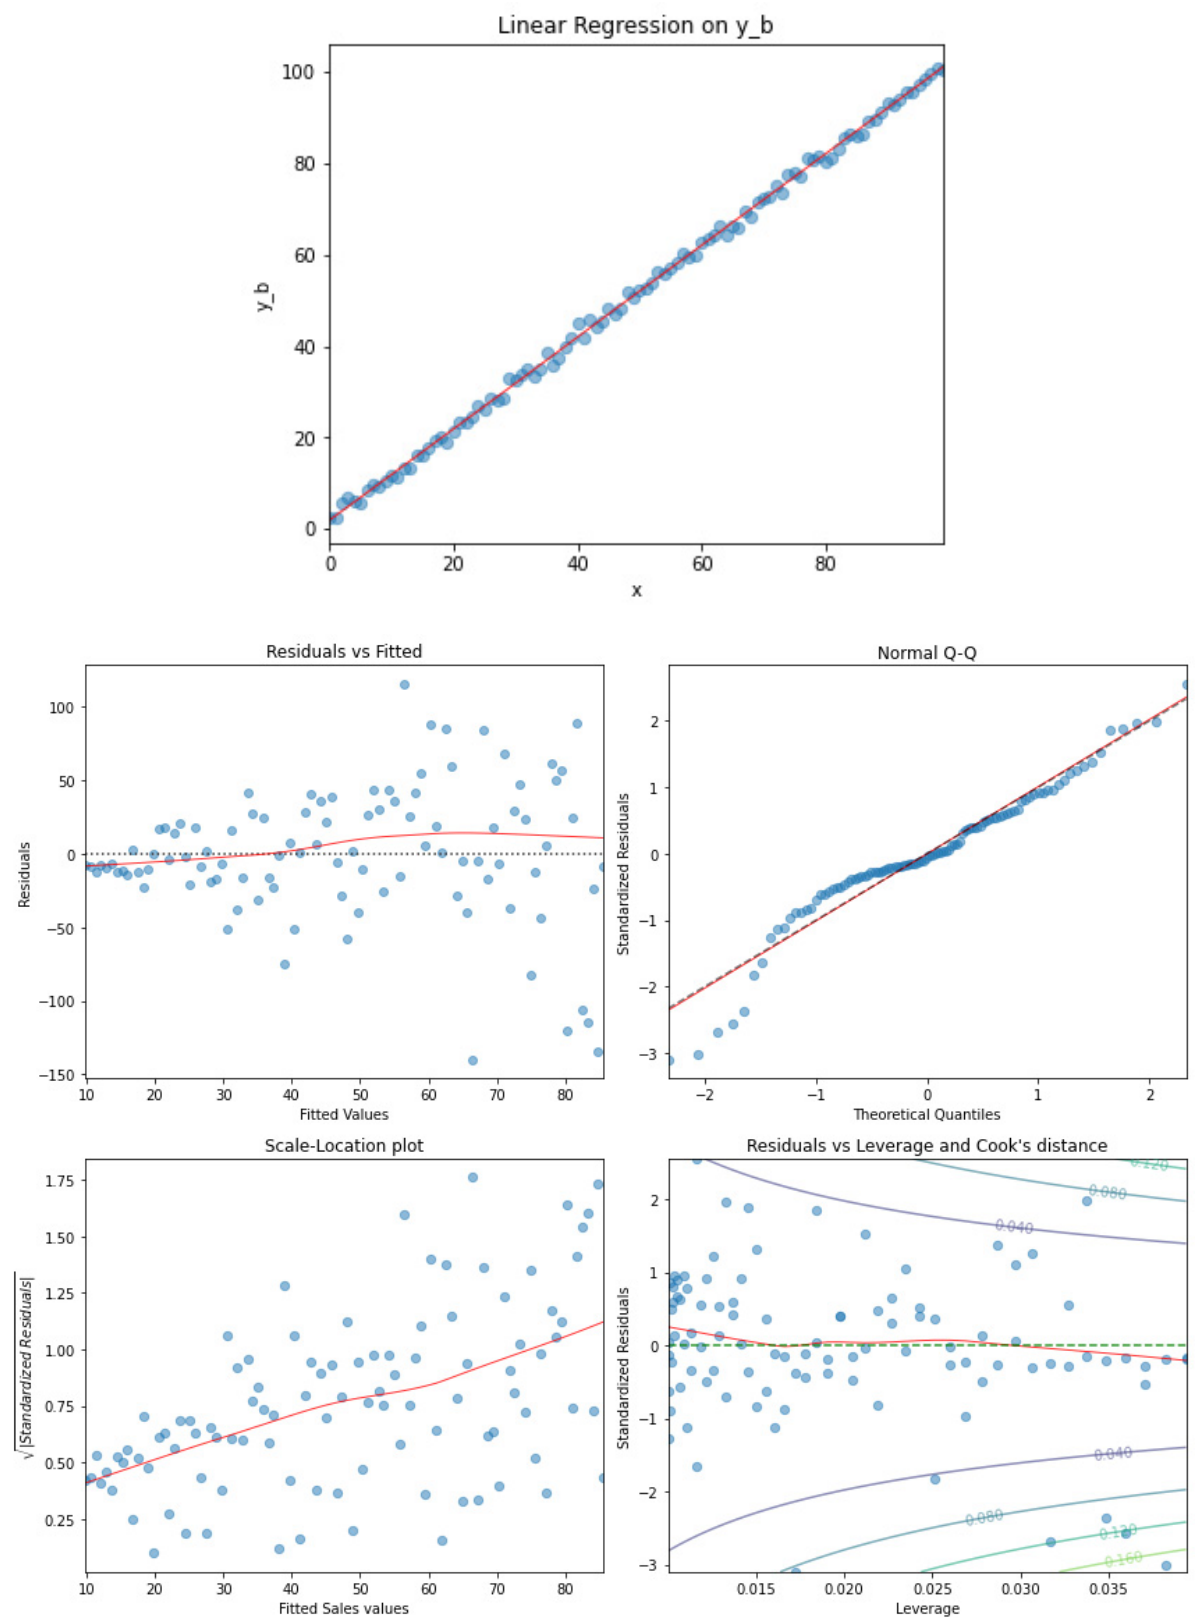 Linear Regression on y_b
100
80
60
40
20
0
y_b
0 20 40 60 80
x
Residuals vs Fitted
100
50
0
−50
−100
−150
Residuals
10 20 30 40 50 60 70 80
Fitted Values
Normal Q-Q
2
1
0
−1
−2
−3
Standardized Residuals
−2 −1 0 1 2
Theoretical Quantiles
Scale-Location plot
1.75
1.50
1.25
1.00
0.75
0.50
0.25
√|Standardized Residuals|
10 20 30 40 50 60 70 80
Fitted Sales values
Residuals vs Leverage and Cook's distance
2
1
0
−1
−2
−3
Standardized Residuals
0.120
0.080
0.040
0.040
0.080
0.120
0.160
0.015 0.020 0.025 0.030 0.035
Leverage